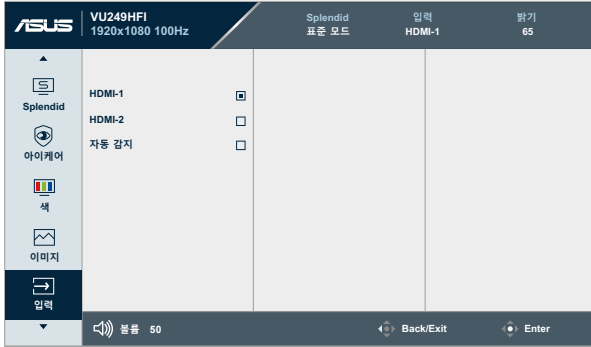 ASUS
VU249HFI
1920x1080 100Hz
Splendid
표준 모드
입력
HDMI-1
밝기
65
Splendid
아이케어
색
이미지
입력
HDMI-1
HDMI-2
자동 감지
볼륨 50
Back/Exit
Enter